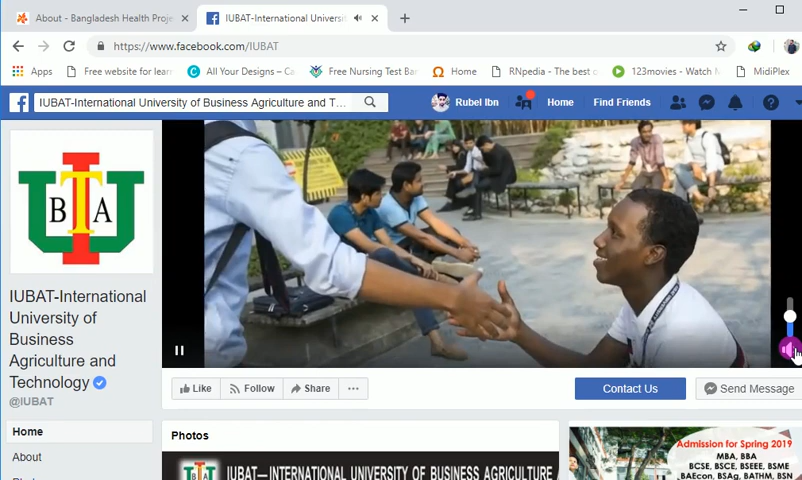 About - Bangladesh Health Proje
IUBAT-International Universi
https://www.facebook.com/IUBAT
Apps
Free website for lear
All Your Designs – Ca
Free Nursing Test Ban
Home
RNpedia - The best o
123movies - Watch M
MidiPlex
IUBAT-International University of Business Agriculture and T...
Rubel Ibn
Home
Find Friends
IUBAT-International
University of
Business
Agriculture and
Technology
@IUBAT
Like
Follow
Share
Contact Us
Send Message
Home
About
Photos
IUBAT—INTERNATIONAL UNIVERSITY OF BUSINESS AGRICULTURE
Admission for Spring 2019
MBA, BBA
BCSE, BSCE, BSEEE, BSME
BAEcon, BSAg, BATHM, BSN